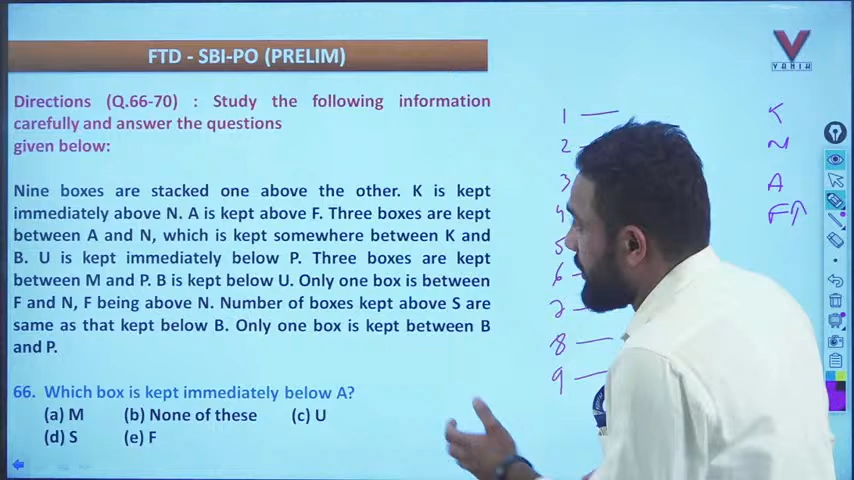 FTD - SBI-PO (PRELIM)
VANIK
Directions (Q.66-70) : Study the following information
carefully and answer the questions
given below:
Nine boxes are stacked one above the other. K is kept
immediately above N. A is kept above F. Three boxes are kept
between A and N, which is kept somewhere between K and
B. U is kept immediately below P. Three boxes are kept
between M and P. B is kept below U. Only one box is between
F and N, F being above N. Number of boxes kept above S are
same as that kept below B. Only one box is kept between B
and P.
66. Which box is kept immediately below A?
(a) M (b) None of these (c) U
(d) S (e) F
1
2
3
4
5
6
7
8
9
K
N
A
F↑